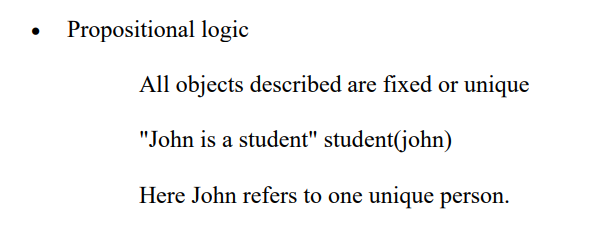 • Propositional logic
All objects described are fixed or unique
"John is a student" student(john)
Here John refers to one unique person.